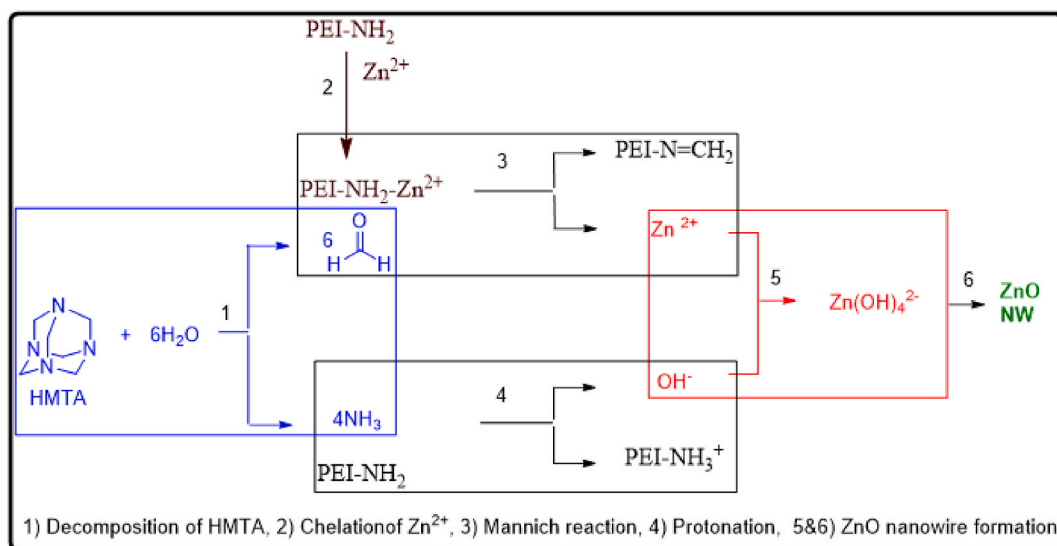 PEI-NH₂
Zn²⁺
2
3
PEI-N=CH₂
PEI-NH₂-Zn²⁺
O
6
H H
Zn ²⁺
5
6
Zn(OH)₄²⁻
ZnO
NW
N
N
N
N
HMTA
+ 6H₂O
1
4NH₃
4
OH⁻
PEI-NH₂
PEI-NH₃⁺
1) Decomposition of HMTA, 2) Chelationof Zn²⁺, 3) Mannich reaction, 4) Protonation, 5&6) ZnO nanowire formation